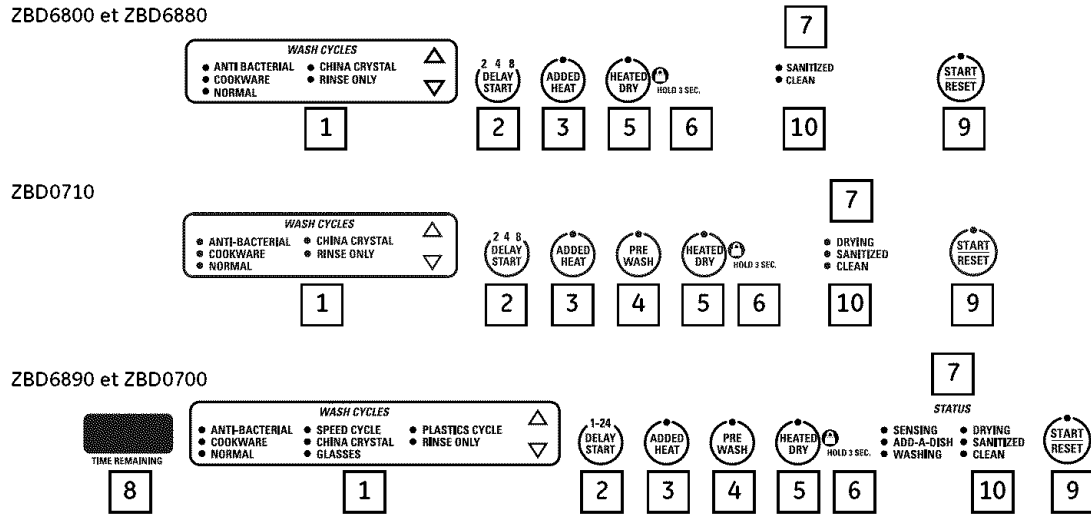 ZBD6800 et ZBD6880
7
WASH CYCLES
ANTI BACTERIAL CHINA CRYSTAL
COOKWARE RINSE ONLY
NORMAL
2 4 8
DELAY
START
ADDED
HEAT
HEATED
DRY
HOLD 3 SEC.
SANITIZED
CLEAN
START
RESET
1 2 3 5 6 10 9
ZBD0710
7
WASH CYCLES
ANTI-BACTERIAL CHINA CRYSTAL
COOKWARE RINSE ONLY
NORMAL
2 4 8
DELAY
START
ADDED
HEAT
PRE
WASH
HEATED
DRY
HOLD 3 SEC.
DRYING
SANITIZED
CLEAN
START
RESET
1 2 3 4 5 6 10 9
ZBD6890 et ZBD0700
7
TIME REMAINING
WASH CYCLES
ANTI-BACTERIAL SPEED CYCLE PLASTICS CYCLE
COOKWARE CHINA CRYSTAL RINSE ONLY
NORMAL GLASSES
1-24
DELAY
START
ADDED
HEAT
PRE
WASH
HEATED
DRY
HOLD 3 SEC.
STATUS
SENSING DRYING
ADD-A-DISH SANITIZED
WASHING CLEAN
START
RESET
8 1 2 3 4 5 6 10 9